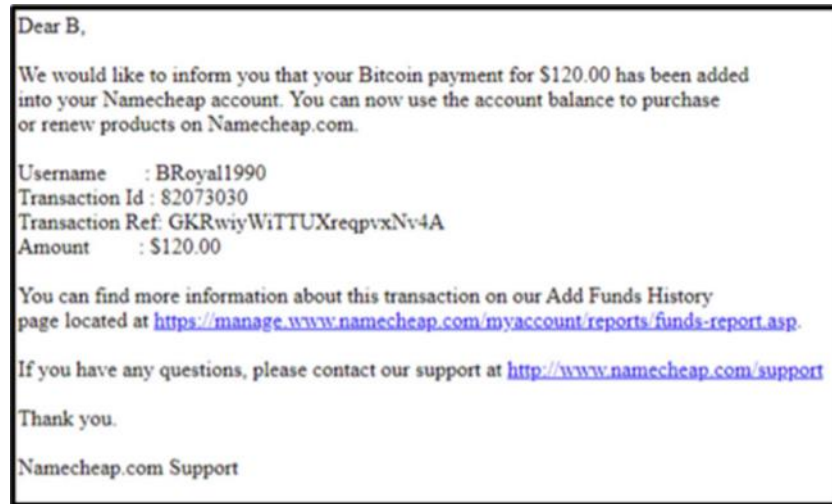 Dear B,
We would like to inform you that your Bitcoin payment for $120.00 has been added
into your Namecheap account. You can now use the account balance to purchase
or renew products on Namecheap.com.
Username : BRoyal1990
Transaction Id : 82073030
Transaction Ref: GKRwiyWiTTUXreqpvxNv4A
Amount : $120.00
You can find more information about this transaction on our Add Funds History
page located at https://manage.www.namecheap.com/myaccount/reports/funds-report.asp.
If you have any questions, please contact our support at http://www.namecheap.com/support
Thank you.
Namecheap.com Support